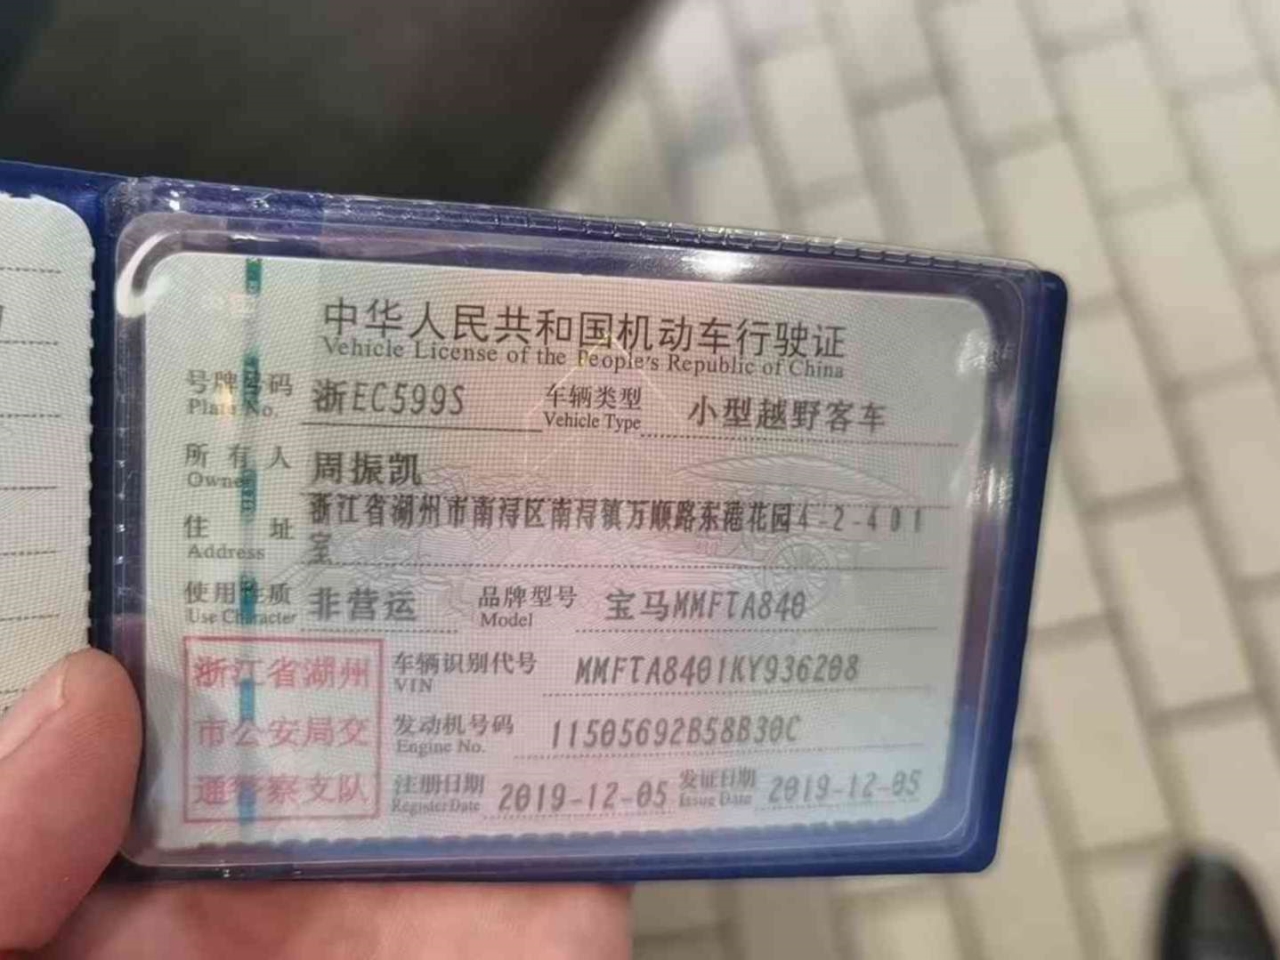 中华人民共和国机动车行驶证
Vehicle License of the People's Republic of China
号牌号码 浙EC599S 车辆类型 小型越野客车
Plate No. Vehicle Type
所有人 周振凯
Owner
住址 浙江省湖州市南浔区南浔镇万顺路东港花园4-2-401
Address 室
使用性质 非营运 品牌型号 宝马MMFTA840
Use Character Model
浙江省湖州 车辆识别代号 MMFTA8401KY936208
VIN
市公安局交 发动机号码 11505692B58B30C
Engine No.
通警察支队 注册日期 2019-12-05 发证日期 2019-12-05
Register Date Issue Date